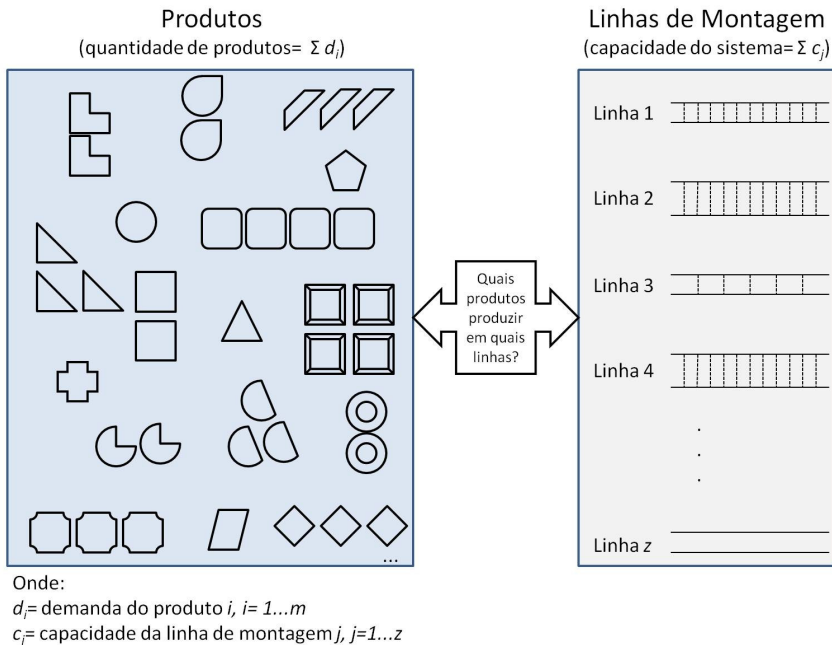 Produtos
(quantidade de produtos= Σ dᵢ)
Linhas de Montagem
(capacidade do sistema= Σ cⱼ)
Linha 1
Linha 2
Linha 3
Linha 4
.
.
.
Linha z
Quais
produtos
produzir
em quais
linhas?
...
Onde:
dᵢ= demanda do produto i, i= 1...m
cⱼ= capacidade da linha de montagem j, j=1...z